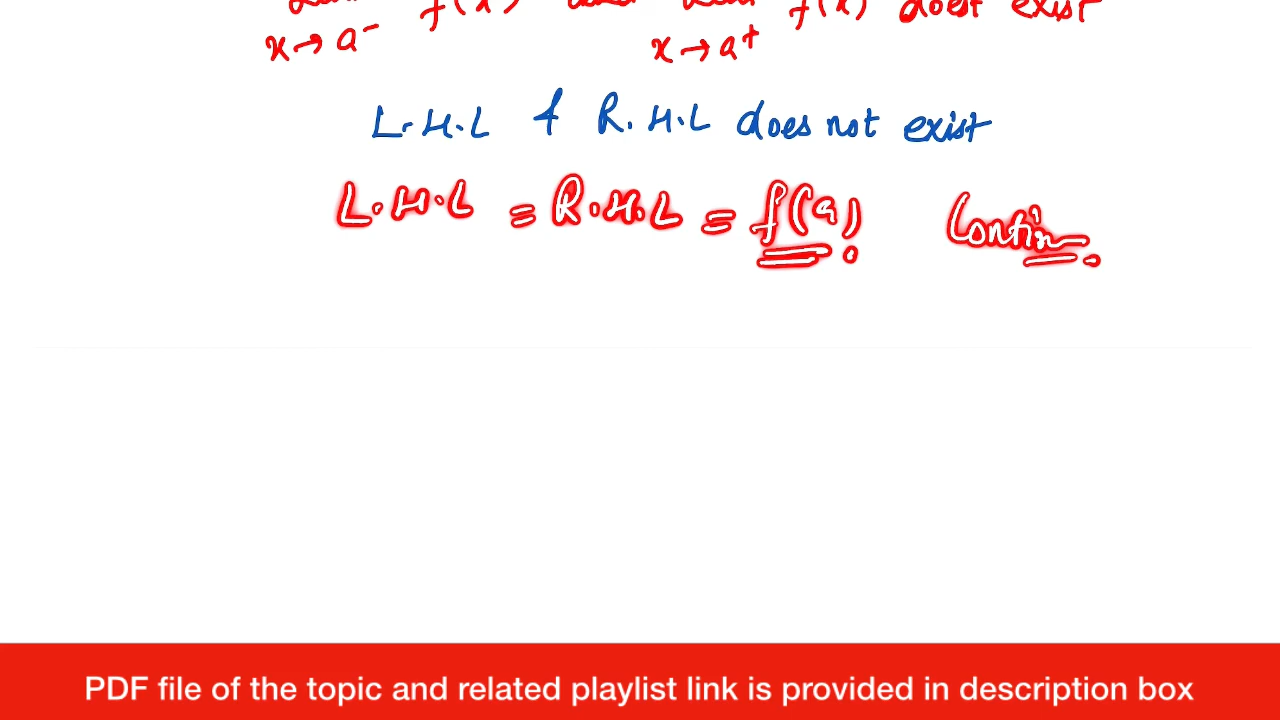 f(x) f(x) does exist
x → a⁻ x → a⁺
L.H.L & R.H.L does not exist
L.H.L = R.H.L = f(a) Contin
PDF file of the topic and related playlist link is provided in description box